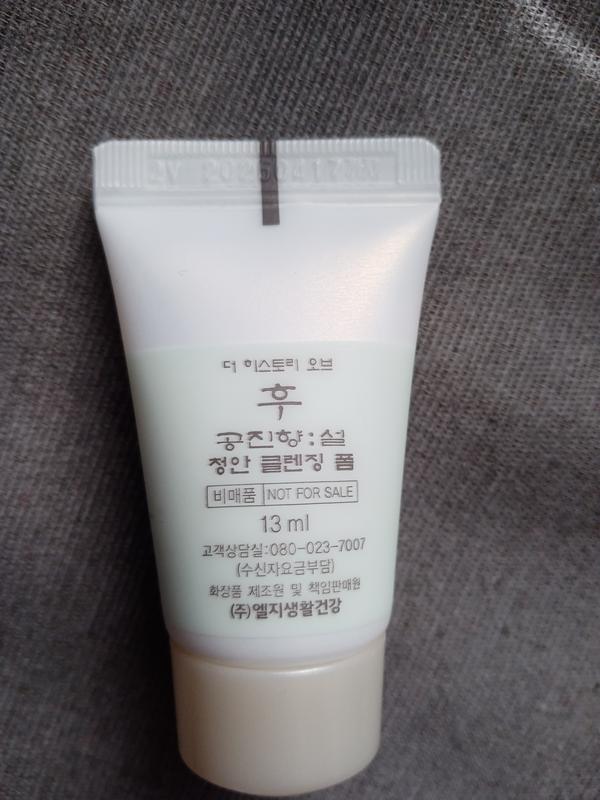 더 히스토리 오브
후
공진향:설
정안 클렌징 폼
비매품 NOT FOR SALE
13 ml
고객상담실:080-023-7007
(수신자요금부담)
화장품 제조원 및 책임판매원
(주)엘지생활건강